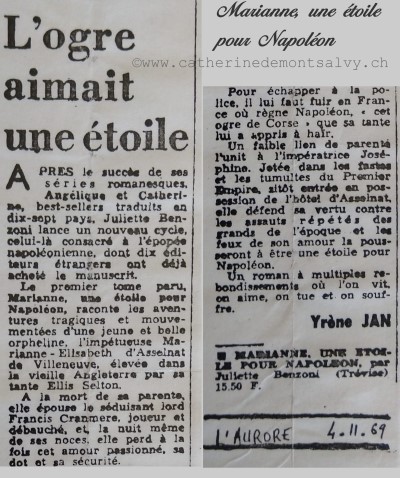 L'ogre
aimait
une étoile
APRES le succès de ses
séries romanesques,
Angélique et Catheri-
ne, best-sellers traduits en
dix-sept pays, Juliette Ben-
zoni lance un nouveau cycle,
celui-là consacré à l'épopée
napoléonienne, dont dix édi-
teurs étrangers ont déjà
acheté le manuscrit.
Le premier tome paru,
Marianne, une étoile pour
Napoléon, raconte les aven-
tures tragiques et mouve-
mentées d'une jeune et belle
orpheline, l'impétueuse Ma-
rianne-Elisabeth d'Asselnat
de Villeneuve, élevée dans
la vieille Angleterre par sa
tante Ellis Selton.
A la mort de sa parente,
elle épouse le séduisant lord
Francis Cranmere, joueur et
débauché, et, la nuit même
de ses noces, elle perd à la
fois cet amour passionné, sa
dot et sa sécurité.
Marianne, une étoile
pour Napoléon
©www.catherinedemontsalvy.ch
Pour échapper à la po-
lice, il lui faut fuir en Fran-
ce où règne Napoléon, « cet
ogre de Corse » que sa tante
lui a appris à haïr.
Un faible lien de parenté
l'unit à l'impératrice José-
phine. Jetée dans les fastes
et les tumultes du Premier
Empire, sitôt entrée en pos-
session de l'hôtel d'Asselnat,
elle défend sa vertu contre
les assauts répétés des
grands de l'époque et les
feux de son amour la pous-
seront à être une étoile pour
Napoléon.
Un roman à multiples re-
bondissements où l'on vit,
on aime, on tue et on souf-
fre.
Yrène JAN
■ MARIANNE, UNE ETOI-
LE POUR NAPOLEON, par
Juliette Benzoni (Trévise)
15.50 F.
L'AURORE 4-11-69